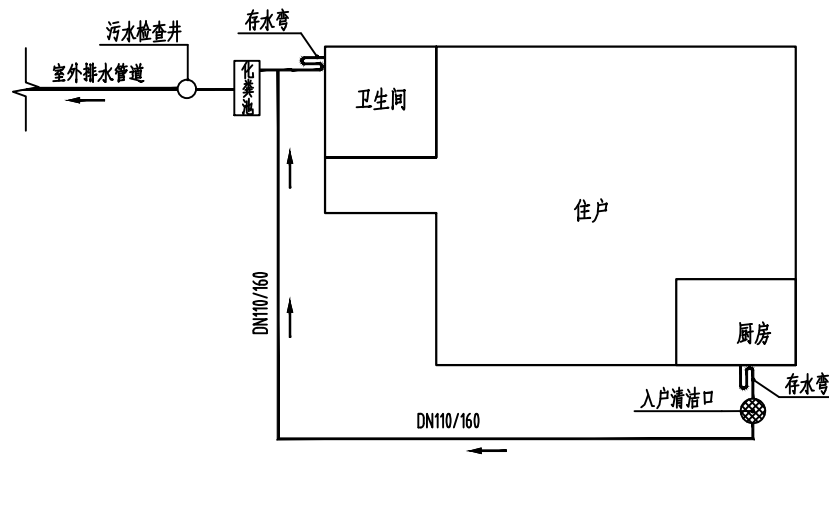 存水弯
污水检查井
室外排水管道
化粪池
卫生间
住户
DN110/160
厨房
存水弯
入户清洁口
DN110/160